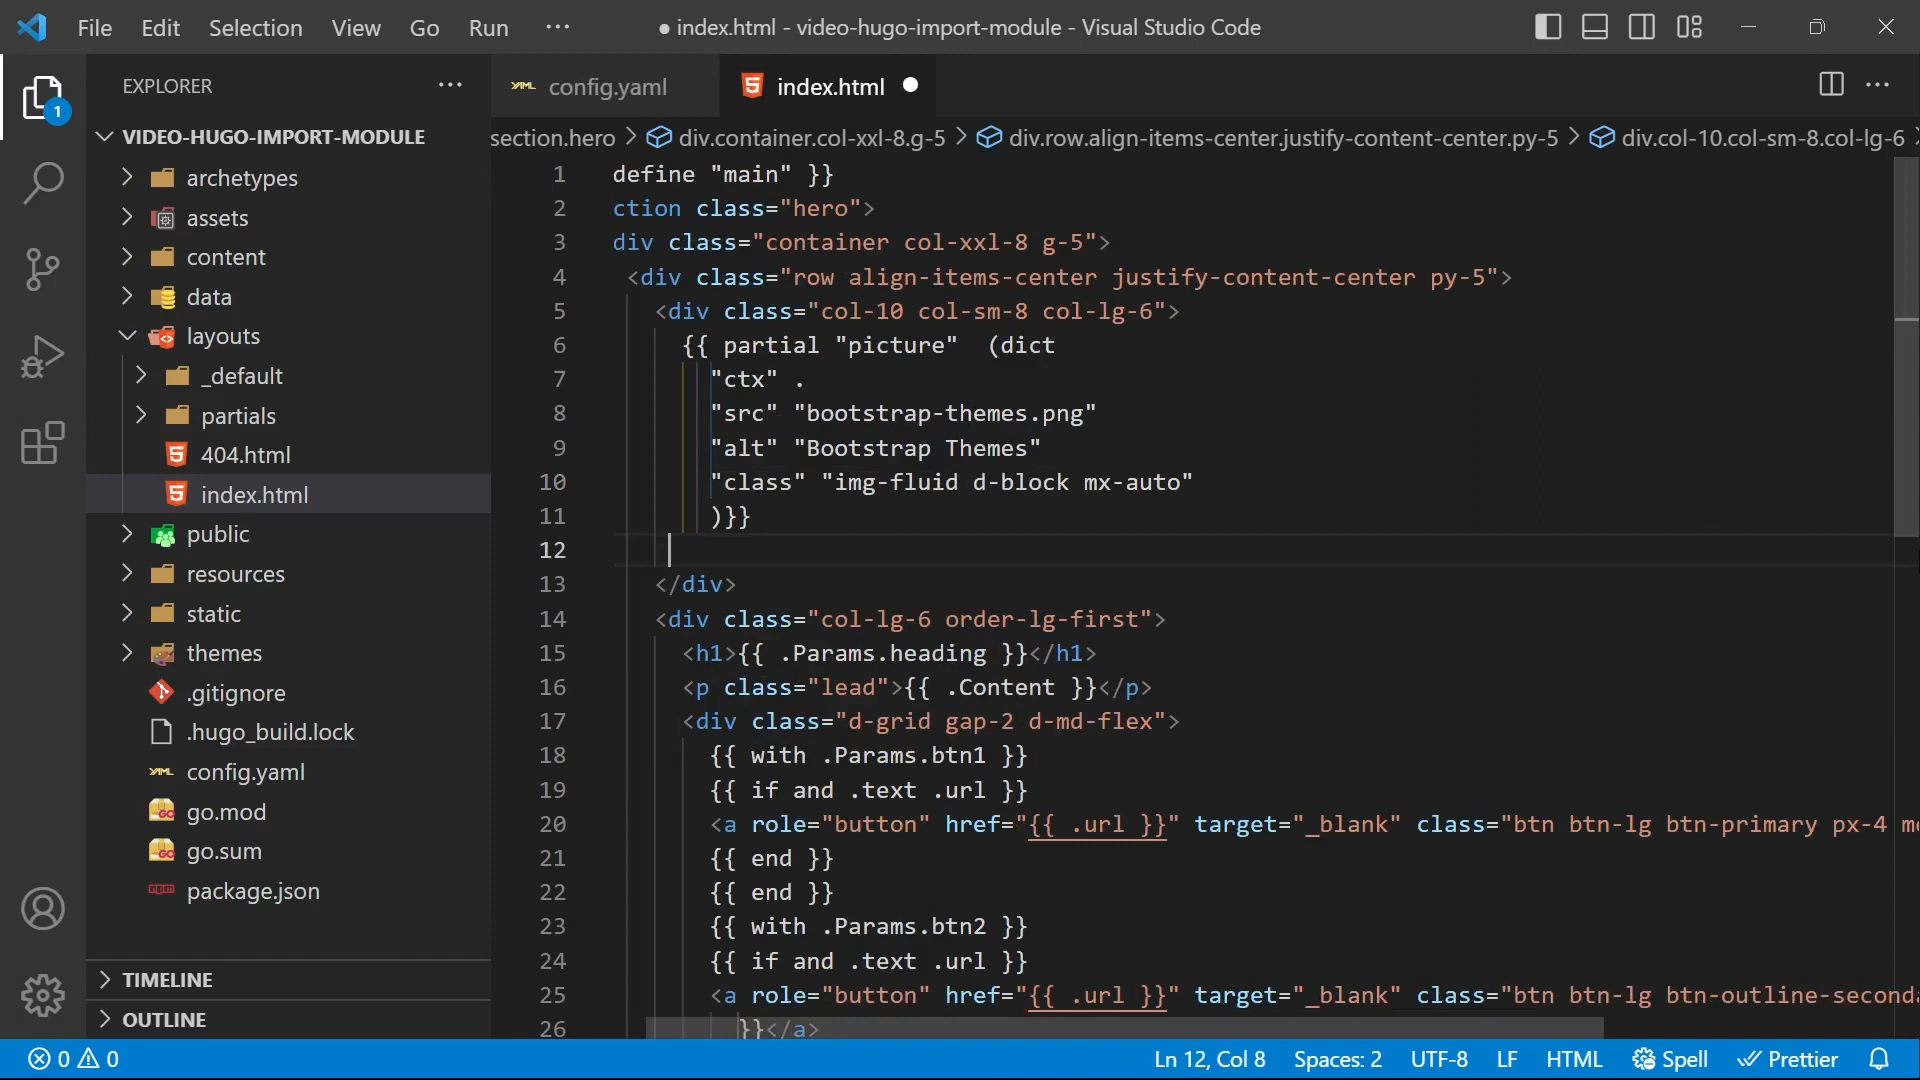 File Edit Selection View Go Run ··· ● index.html - video-hugo-import-module - Visual Studio Code
EXPLORER ···
1
config.yaml
index.html
VIDEO-HUGO-IMPORT-MODULE
section.hero > div.container.col-xxl-8.g-5 > div.row.align-items-center.justify-content-center.py-5 > div.col-10.col-sm-8.col-lg-6 >
archetypes
assets
content
data
layouts
_default
partials
404.html
index.html
public
resources
static
themes
.gitignore
.hugo_build.lock
config.yaml
go.mod
go.sum
package.json
TIMELINE
OUTLINE
1 define "main" }}
2 ction class="hero">
3 div class="container col-xxl-8 g-5">
4 <div class="row align-items-center justify-content-center py-5">
5 <div class="col-10 col-sm-8 col-lg-6">
6 {{ partial "picture"  (dict
7 "ctx" .
8 "src" "bootstrap-themes.png"
9 "alt" "Bootstrap Themes"
10 "class" "img-fluid d-block mx-auto"
11 )}}
12
13 </div>
14 <div class="col-lg-6 order-lg-first">
15 <h1>{{ .Params.heading }}</h1>
16 <p class="lead">{{ .Content }}</p>
17 <div class="d-grid gap-2 d-md-flex">
18 {{ with .Params.btn1 }}
19 {{ if and .text .url }}
20 <a role="button" href="{{ .url }}" target="_blank" class="btn btn-lg btn-primary px-4 m
21 {{ end }}
22 {{ end }}
23 {{ with .Params.btn2 }}
24 {{ if and .text .url }}
25 <a role="button" href="{{ .url }}" target="_blank" class="btn btn-lg btn-outline-second
26 }}</a>
0 0 Ln 12, Col 8 Spaces: 2 UTF-8 LF HTML Spell Prettier